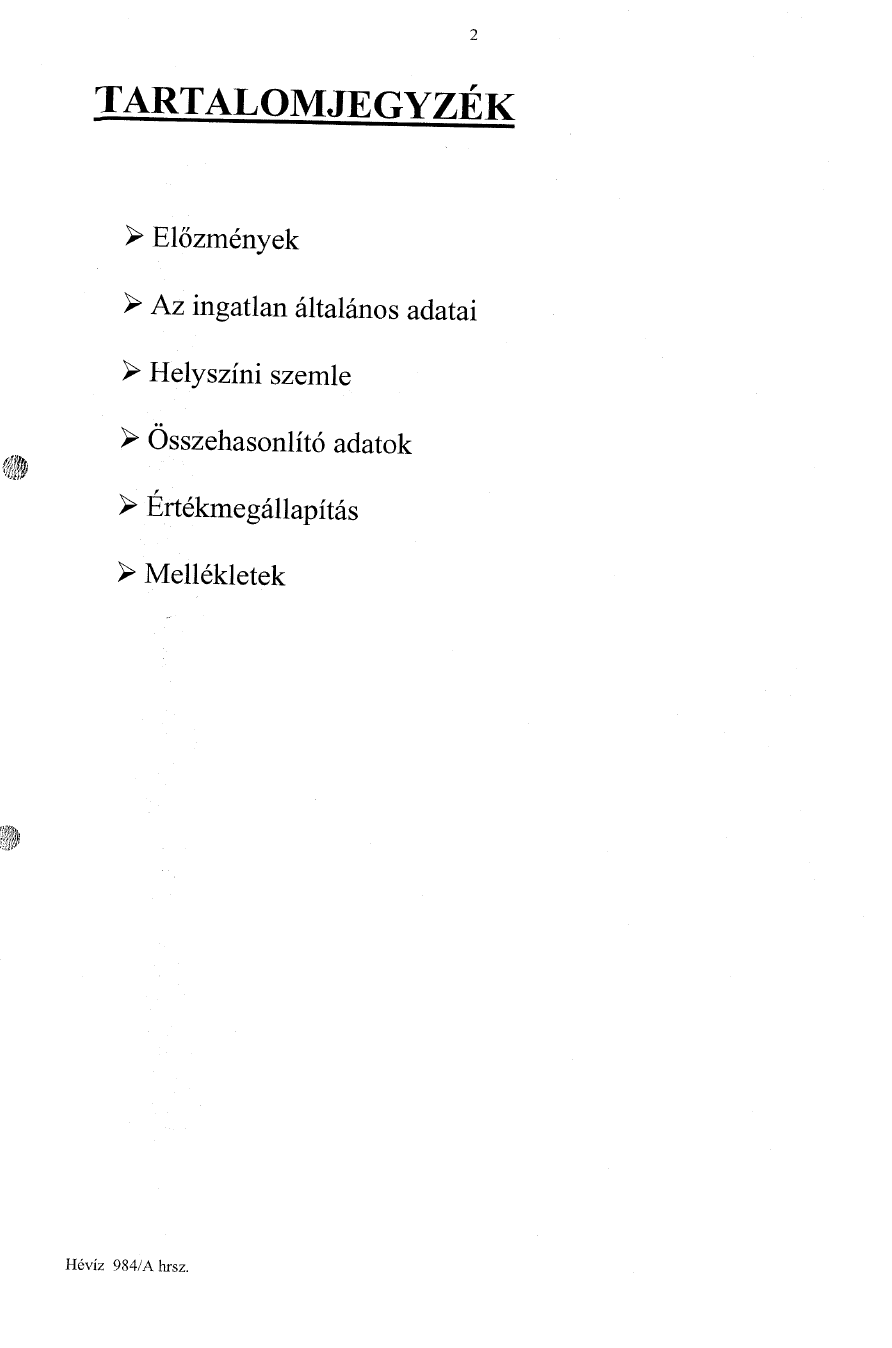 2
TARTALOMJEGYZÉK
➢ Előzmények
➢ Az ingatlan általános adatai
➢ Helyszíni szemle
➢ Összehasonlító adatok
➢ Értékmegállapítás
➢ Mellékletek
Hévíz 984/A hrsz.